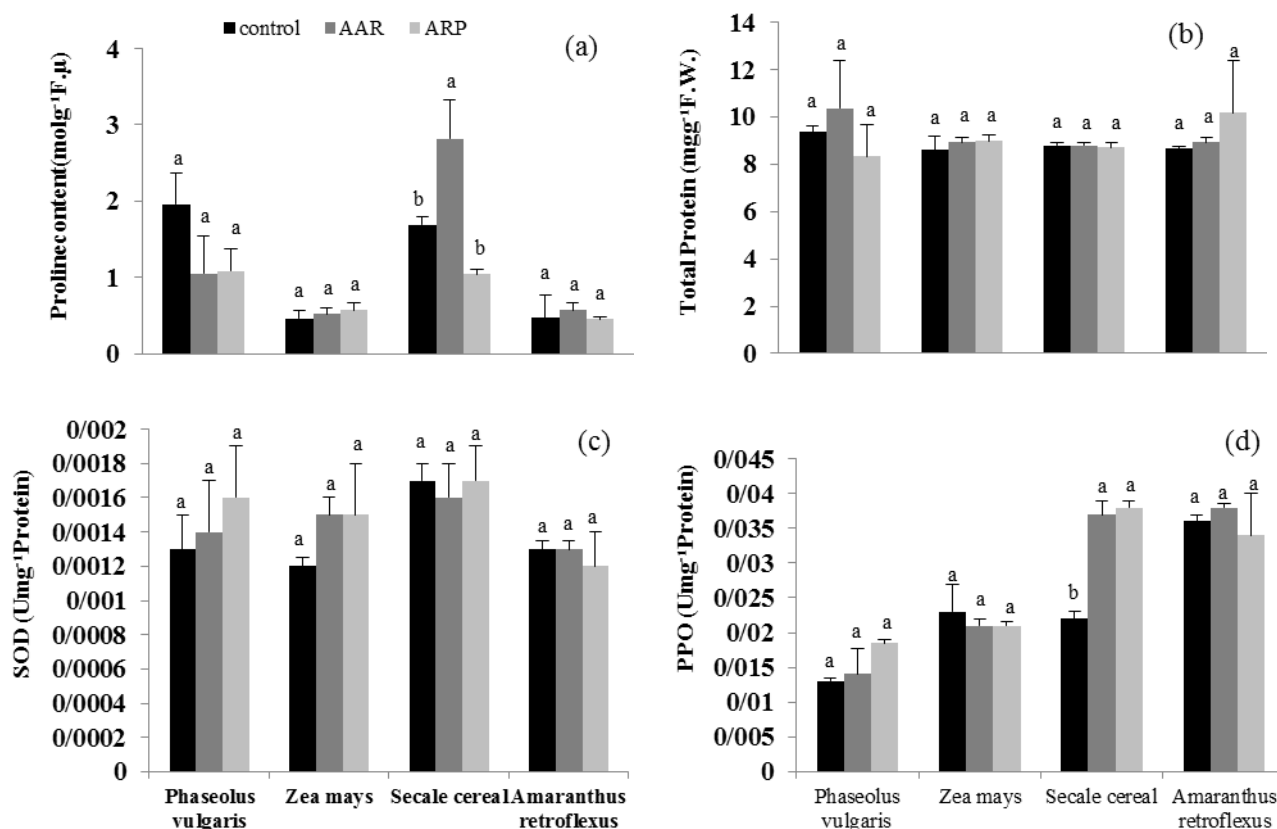 control AAR ARP
(a)
Prolinecontent(molg⁻¹F.µ
4
3
2
1
0
a a a a a a b a b a a a
(b)
Total Protein (mgg⁻¹F.W.)
14
12
10
8
6
4
2
0
a a a a a a a a a a a a
(c)
SOD (Umg⁻¹Protein)
0/002
0/0018
0/0016
0/0014
0/0012
0/001
0/0008
0/0006
0/0004
0/0002
0
a a a a a a a a a a a a
Phaseolus vulgaris
Zea mays
Secale cereal
Amaranthus retroflexus
(d)
PPO (Umg⁻¹Protein)
0/045
0/04
0/035
0/03
0/025
0/02
0/015
0/01
0/005
0
a a a a a a b a a a a a
Phaseolus vulgaris
Zea mays
Secale cereal
Amaranthus retroflexus